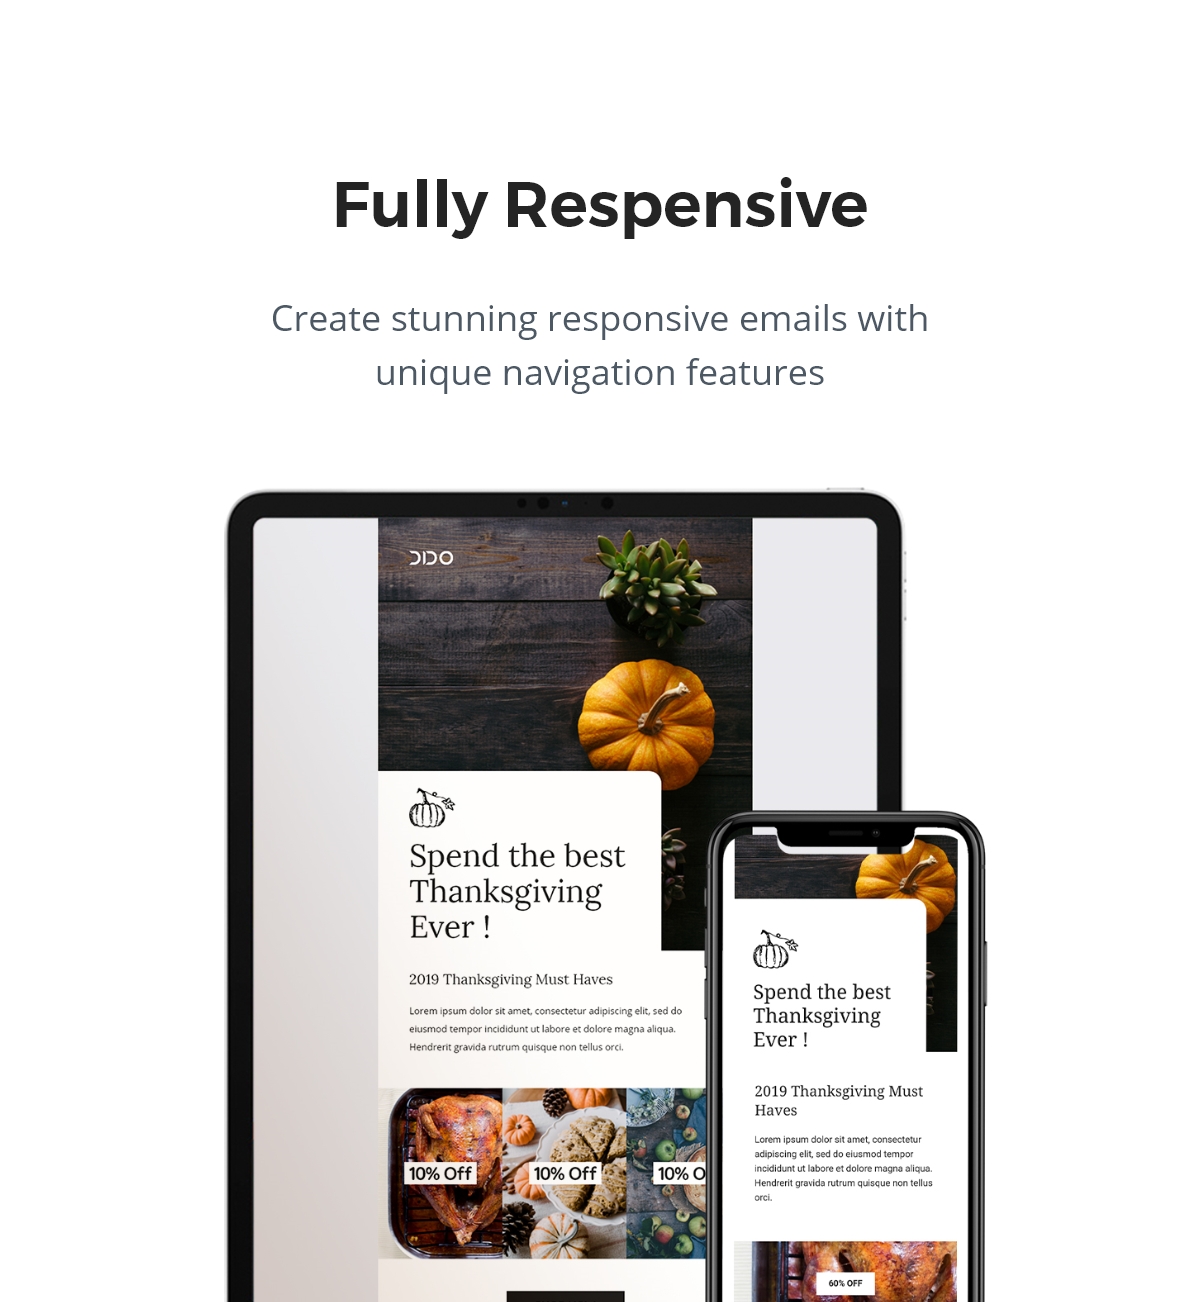 Fully Respensive
Create stunning responsive emails with
unique navigation features
DIDO
Spend the best
Thanksgiving
Ever !
2019 Thanksgiving Must Haves
Lorem ipsum dolor sit amet, consectetur adipiscing elit, sed do
eiusmod tempor incididunt ut labore et dolore magna aliqua.
Hendrerit gravida rutrum quisque non tellus orci.
10% Off
10% Off
10% O
Spend the best
Thanksgiving
Ever !
2019 Thanksgiving Must
Haves
Lorem ipsum dolor sit amet, consectetur
adipiscing elit, sed do eiusmod tempor
incididunt ut labore et dolore magna aliqua.
Hendrerit gravida rutrum quisque non tellus
orci.
60% OFF